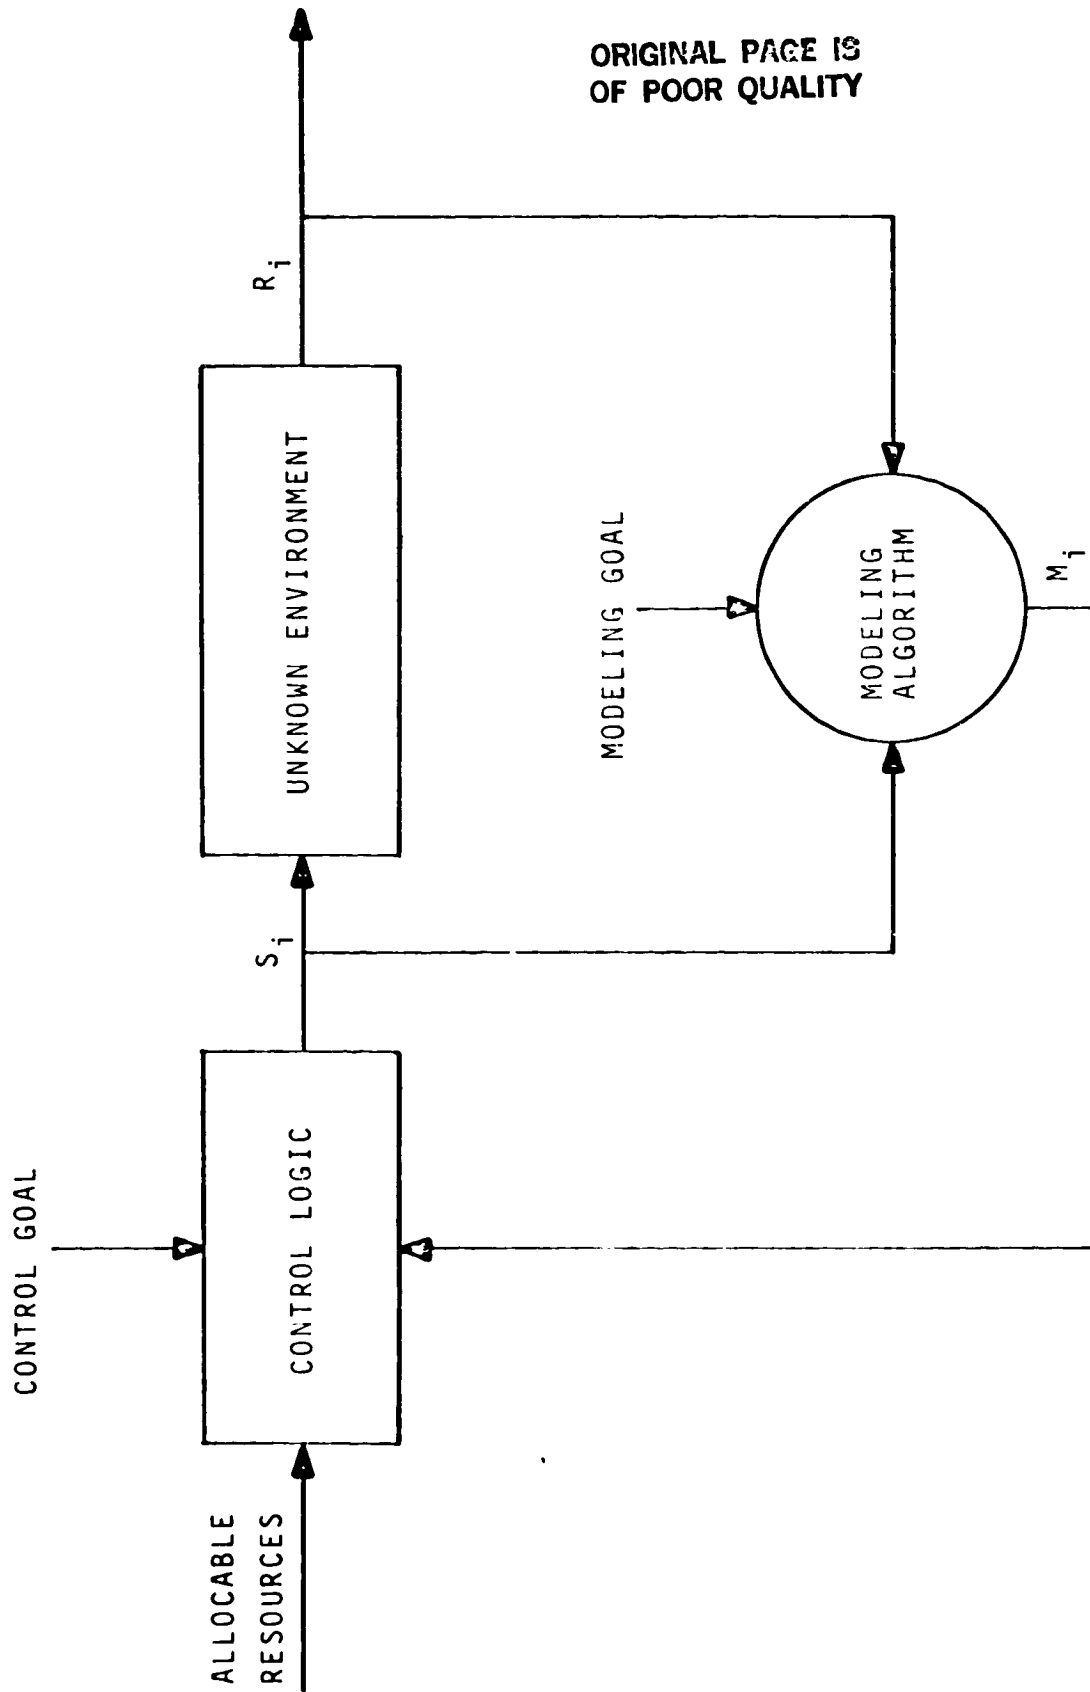 ORIGINAL PAGE IS
OF POOR QUALITY
CONTROL GOAL
ALLOCABLE
RESOURCES
CONTROL LOGIC
S_i
UNKNOWN ENVIRONMENT
R_i
MODELING GOAL
MODELING
ALGORITHM
M_i